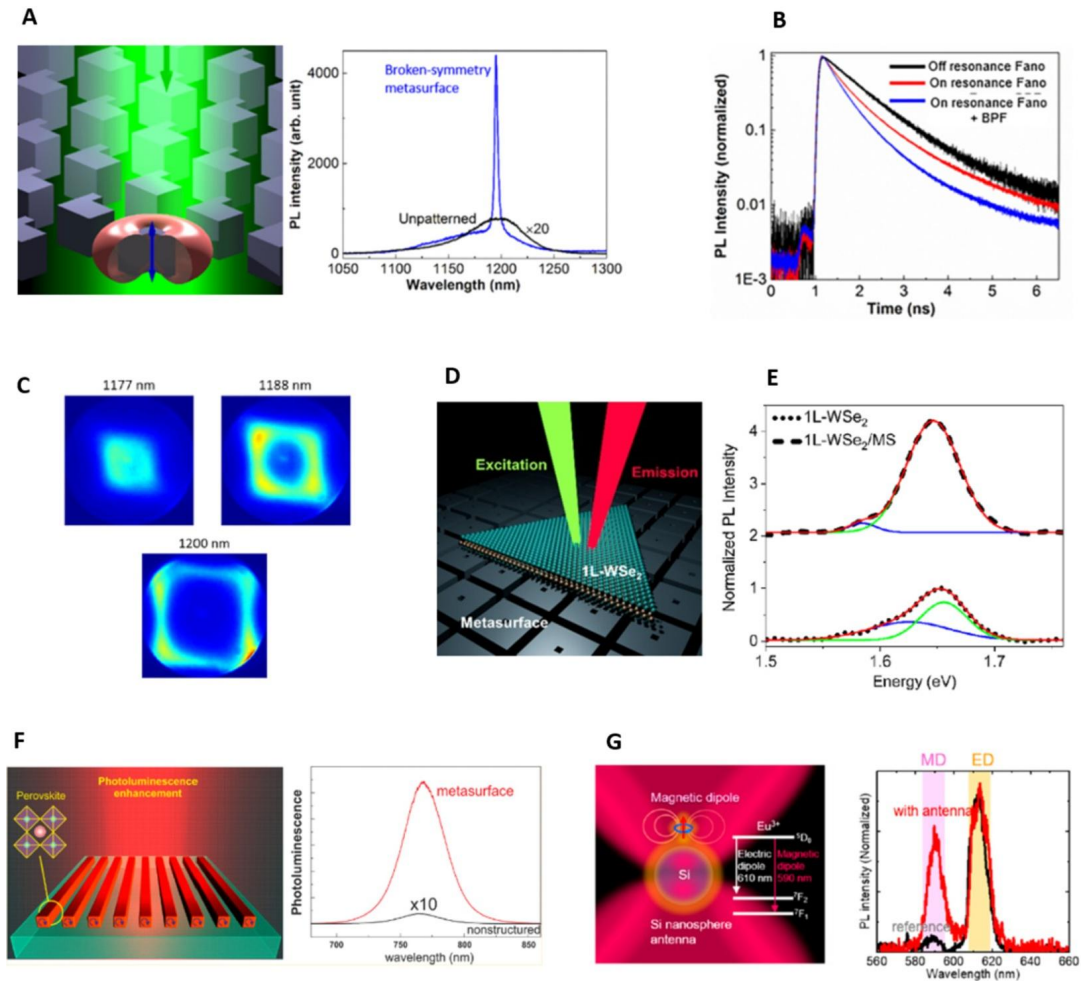 A
PL intensity (arb. unit)
4000
2000
0
Broken-symmetry
metasurface
Unpatterned
×20
1050 1100 1150 1200 1250 1300
Wavelength (nm)
B
PL Intensity (normalized)
1
0.1
0.01
1E-3
Off resonance Fano
On resonance Fano
On resonance Fano
+ BPF
0 1 2 3 4 5 6
Time (ns)
C
1177 nm
1188 nm
1200 nm
D
Excitation
Emission
1L-WSe₂
Metasurface
E
Normalized PL Intensity
4
2
1
0
1L-WSe₂
1L-WSe₂/MS
1.5 1.6 1.7
Energy (eV)
F
Photoluminescence
enhancement
Perovskite
Photoluminescence
metasurface
x10
nonstructured
700 750 800 850
wavelength (nm)
G
Magnetic dipole
Eu³⁺
Si
Electric
dipole
610 nm
Magnetic
dipole
590 nm
⁵D₀
⁷F₂
⁷F₁
Si nanosphere
antenna
MD
ED
PL intensity (Normalized)
with antenna
reference
560 580 600 620 640 660
Wavelength (nm)